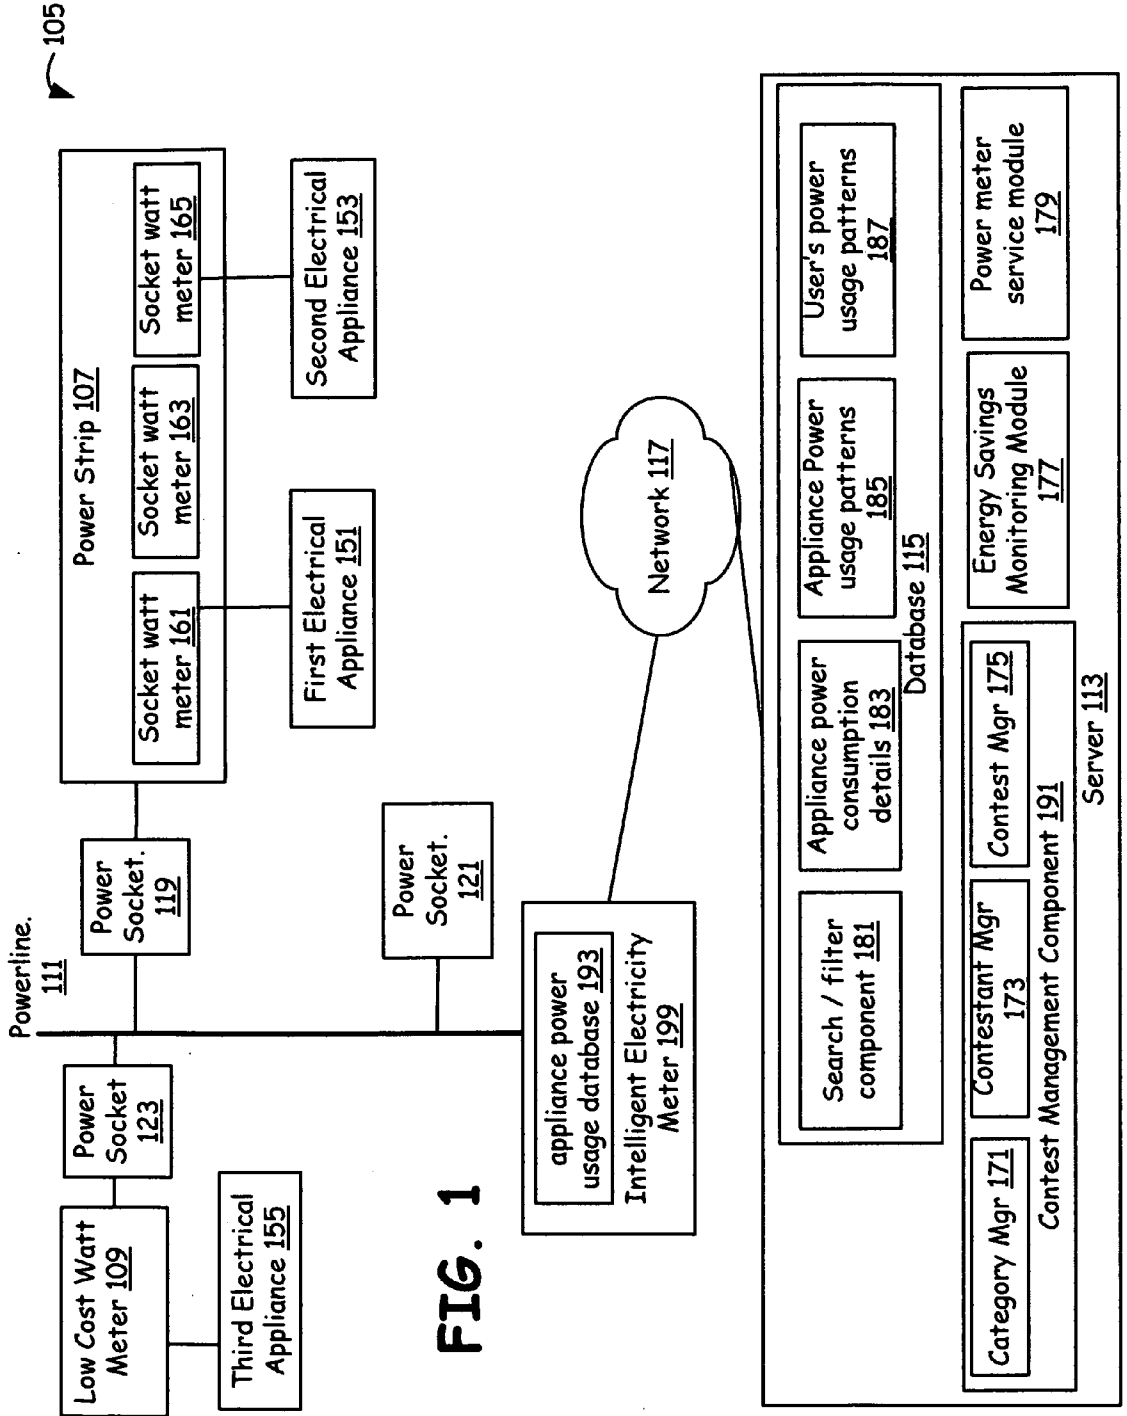 105
Powerline.
111
Power Strip 107
Socket watt
meter 161
Socket watt
meter 163
Socket watt
meter 165
Low Cost Watt
Meter 109
Power
Socket
123
Power
Socket.
119
Third Electrical
Appliance 155
First Electrical
Appliance 151
Second Electrical
Appliance 153
Power
Socket.
121
FIG. 1
appliance power
usage database 193
Intelligent Electricity
Meter 199
Network 117
Search / filter
component 181
Appliance power
consumption
details 183
Appliance Power
usage patterns
185
User's power
usage patterns
187
Database 115
Category Mgr 171
Contestant Mgr
173
Contest Mgr 175
Contest Management Component 191
Energy Savings
Monitoring Module
177
Power meter
service module
179
Server 113